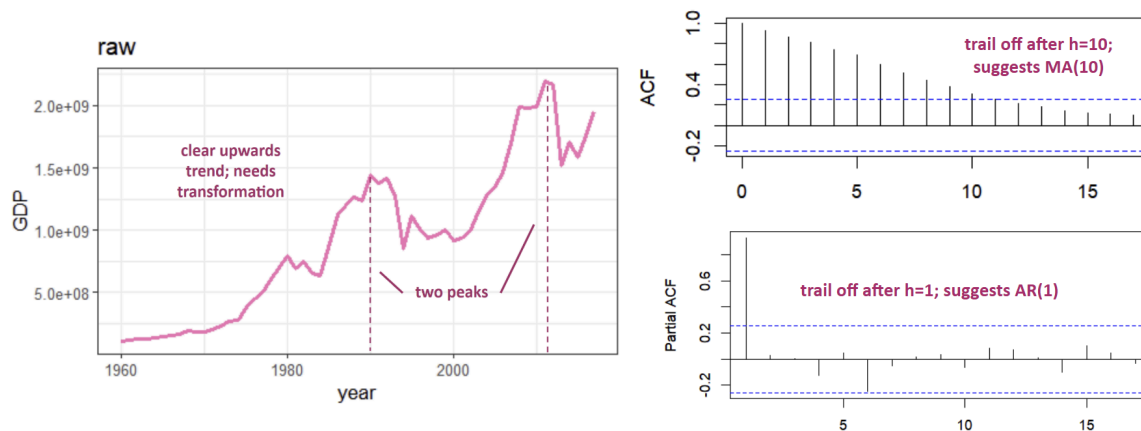 raw
GDP
2.0e+09
1.5e+09
1.0e+09
5.0e+08
clear upwards
trend; needs
transformation
two peaks
1960
1980
2000
year
ACF
1.0
0.4
-0.2
trail off after h=10;
suggests MA(10)
0
5
10
15
Partial ACF
0.6
0.2
-0.2
trail off after h=1; suggests AR(1)
5
10
15